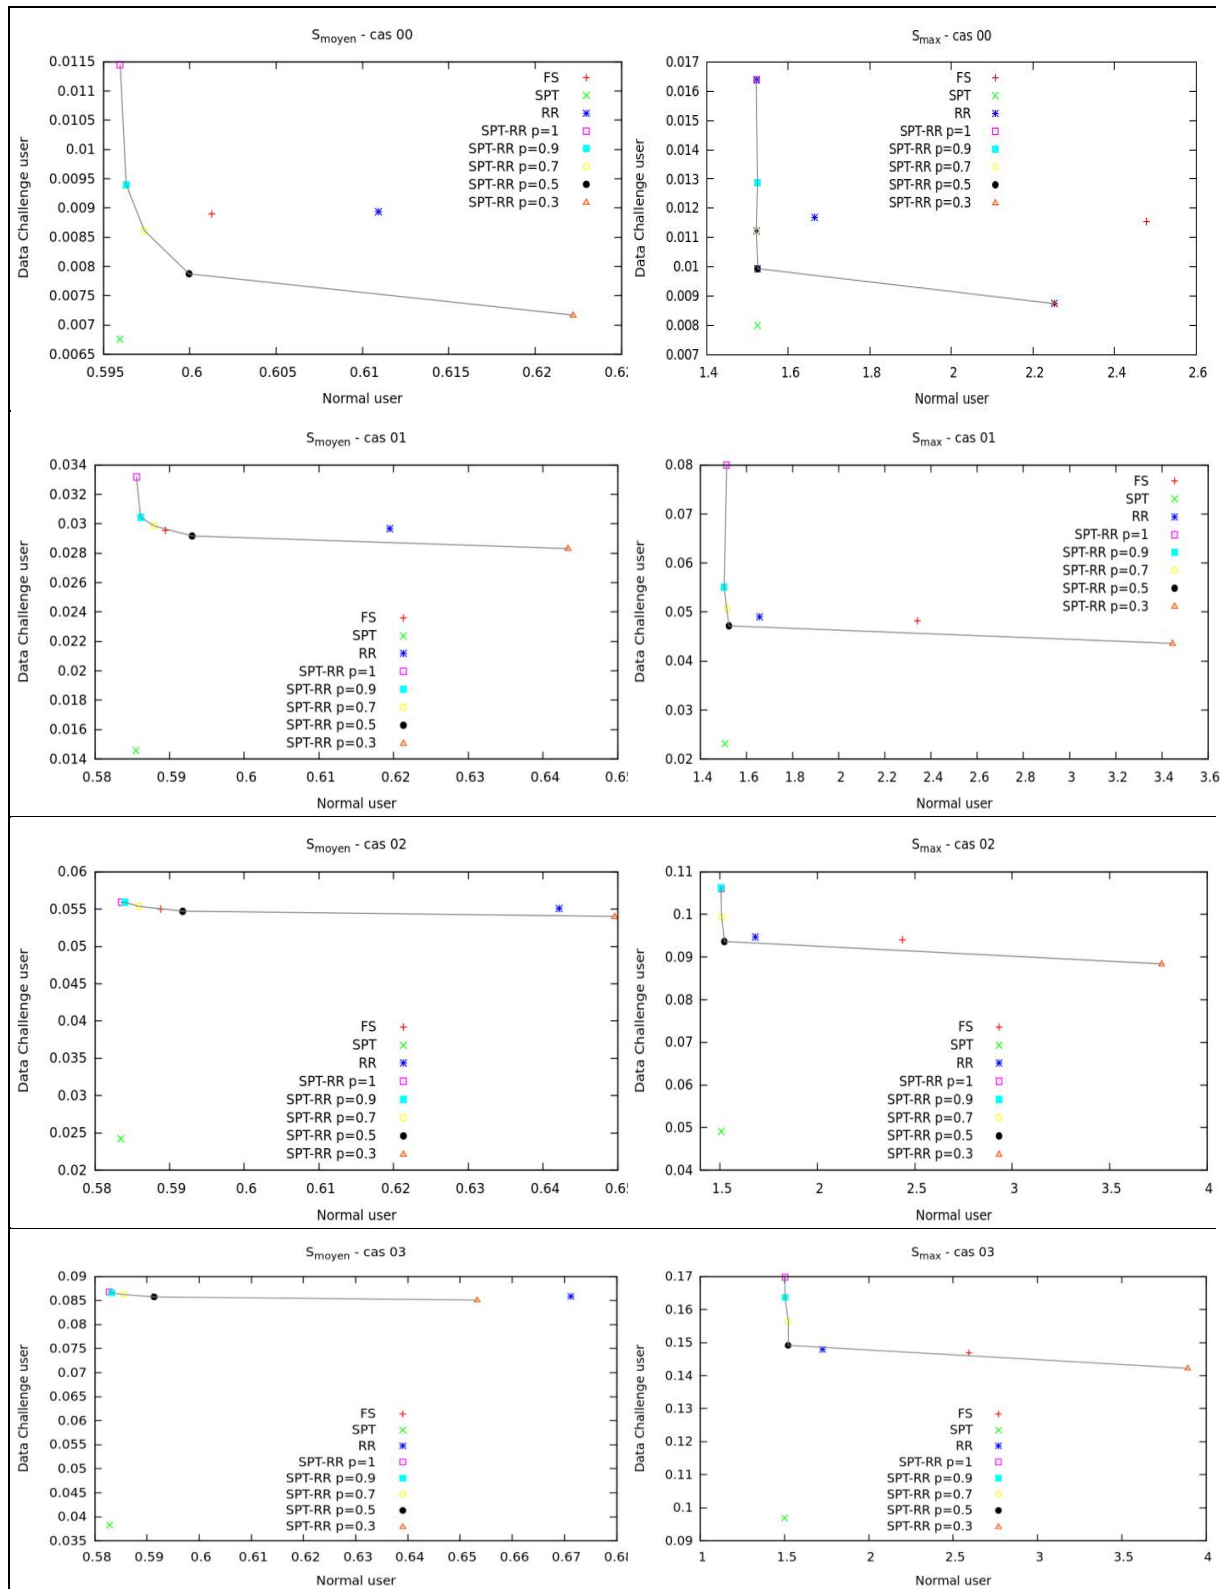 S_moyen - cas 00
Data Challenge user
0.0115
0.011
0.0105
0.01
0.0095
0.009
0.0085
0.008
0.0075
0.007
0.0065
FS
SPT
RR
SPT-RR p=1
SPT-RR p=0.9
SPT-RR p=0.7
SPT-RR p=0.5
SPT-RR p=0.3
0.595 0.6 0.605 0.61 0.615 0.62
Normal user
S_max - cas 00
Data Challenge user
0.017
0.016
0.015
0.014
0.013
0.012
0.011
0.01
0.009
0.008
0.007
FS
SPT
RR
SPT-RR p=1
SPT-RR p=0.9
SPT-RR p=0.7
SPT-RR p=0.5
SPT-RR p=0.3
1.4 1.6 1.8 2 2.2 2.4 2.6
Normal user
S_moyen - cas 01
Data Challenge user
0.034
0.032
0.03
0.028
0.026
0.024
0.022
0.02
0.018
0.016
0.014
FS
SPT
RR
SPT-RR p=1
SPT-RR p=0.9
SPT-RR p=0.7
SPT-RR p=0.5
SPT-RR p=0.3
0.58 0.59 0.6 0.61 0.62 0.63 0.64
Normal user
S_max - cas 01
Data Challenge user
0.08
0.07
0.06
0.05
0.04
0.03
0.02
FS
SPT
RR
SPT-RR p=1
SPT-RR p=0.9
SPT-RR p=0.7
SPT-RR p=0.5
SPT-RR p=0.3
1.4 1.6 1.8 2 2.2 2.4 2.6 2.8 3 3.2 3.4 3.6
Normal user
S_moyen - cas 02
Data Challenge user
0.06
0.055
0.05
0.045
0.04
0.035
0.03
0.025
0.02
FS
SPT
RR
SPT-RR p=1
SPT-RR p=0.9
SPT-RR p=0.7
SPT-RR p=0.5
SPT-RR p=0.3
0.58 0.59 0.6 0.61 0.62 0.63 0.64
Normal user
S_max - cas 02
Data Challenge user
0.11
0.1
0.09
0.08
0.07
0.06
0.05
0.04
FS
SPT
RR
SPT-RR p=1
SPT-RR p=0.9
SPT-RR p=0.7
SPT-RR p=0.5
SPT-RR p=0.3
1.5 2 2.5 3 3.5 4
Normal user
S_moyen - cas 03
Data Challenge user
0.09
0.085
0.08
0.075
0.07
0.065
0.06
0.055
0.05
0.045
0.04
0.035
FS
SPT
RR
SPT-RR p=1
SPT-RR p=0.9
SPT-RR p=0.7
SPT-RR p=0.5
SPT-RR p=0.3
0.58 0.59 0.6 0.61 0.62 0.63 0.64 0.65 0.66 0.67
Normal user
S_max - cas 03
Data Challenge user
0.17
0.16
0.15
0.14
0.13
0.12
0.11
0.1
0.09
FS
SPT
RR
SPT-RR p=1
SPT-RR p=0.9
SPT-RR p=0.7
SPT-RR p=0.5
SPT-RR p=0.3
1 1.5 2 2.5 3 3.5 4
Normal user